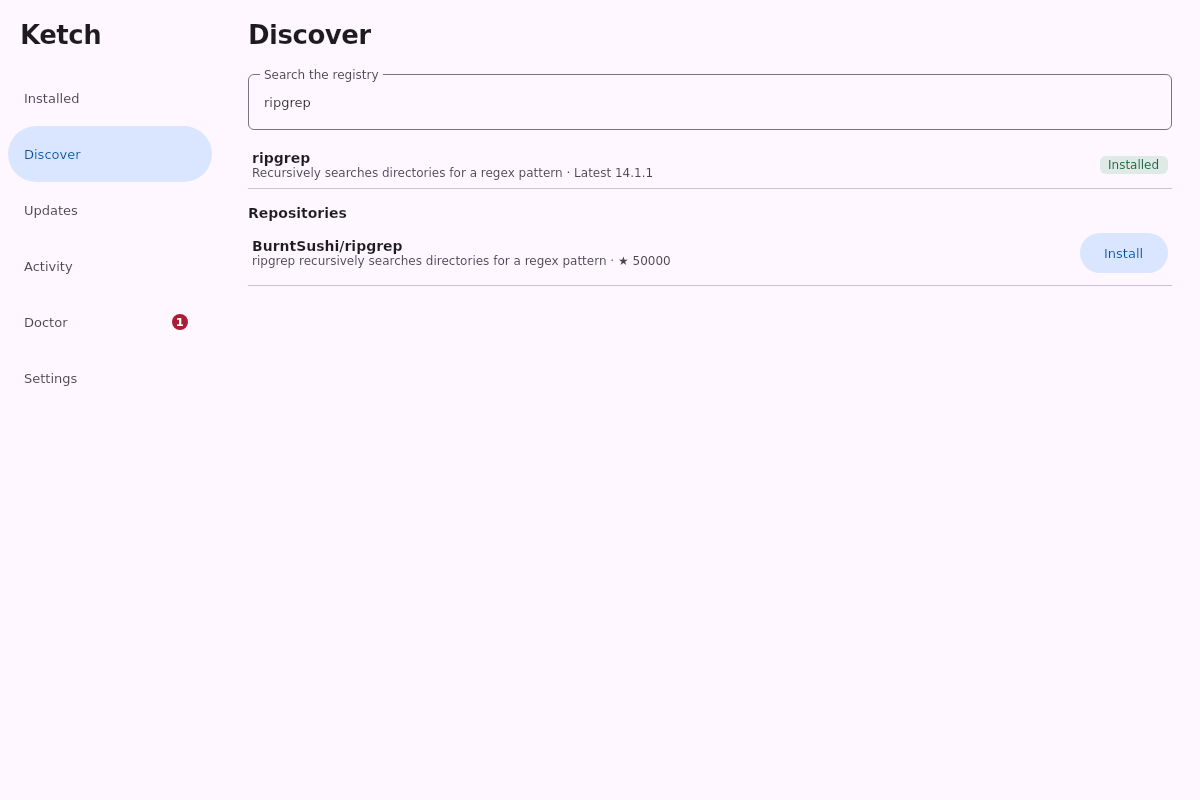 Ketch
Installed
Discover
Updates
Activity
Doctor
1
Settings
Discover
Search the registry
ripgrep
ripgrep
Recursively searches directories for a regex pattern · Latest 14.1.1
Installed
Repositories
BurntSushi/ripgrep
ripgrep recursively searches directories for a regex pattern · ★ 50000
Install